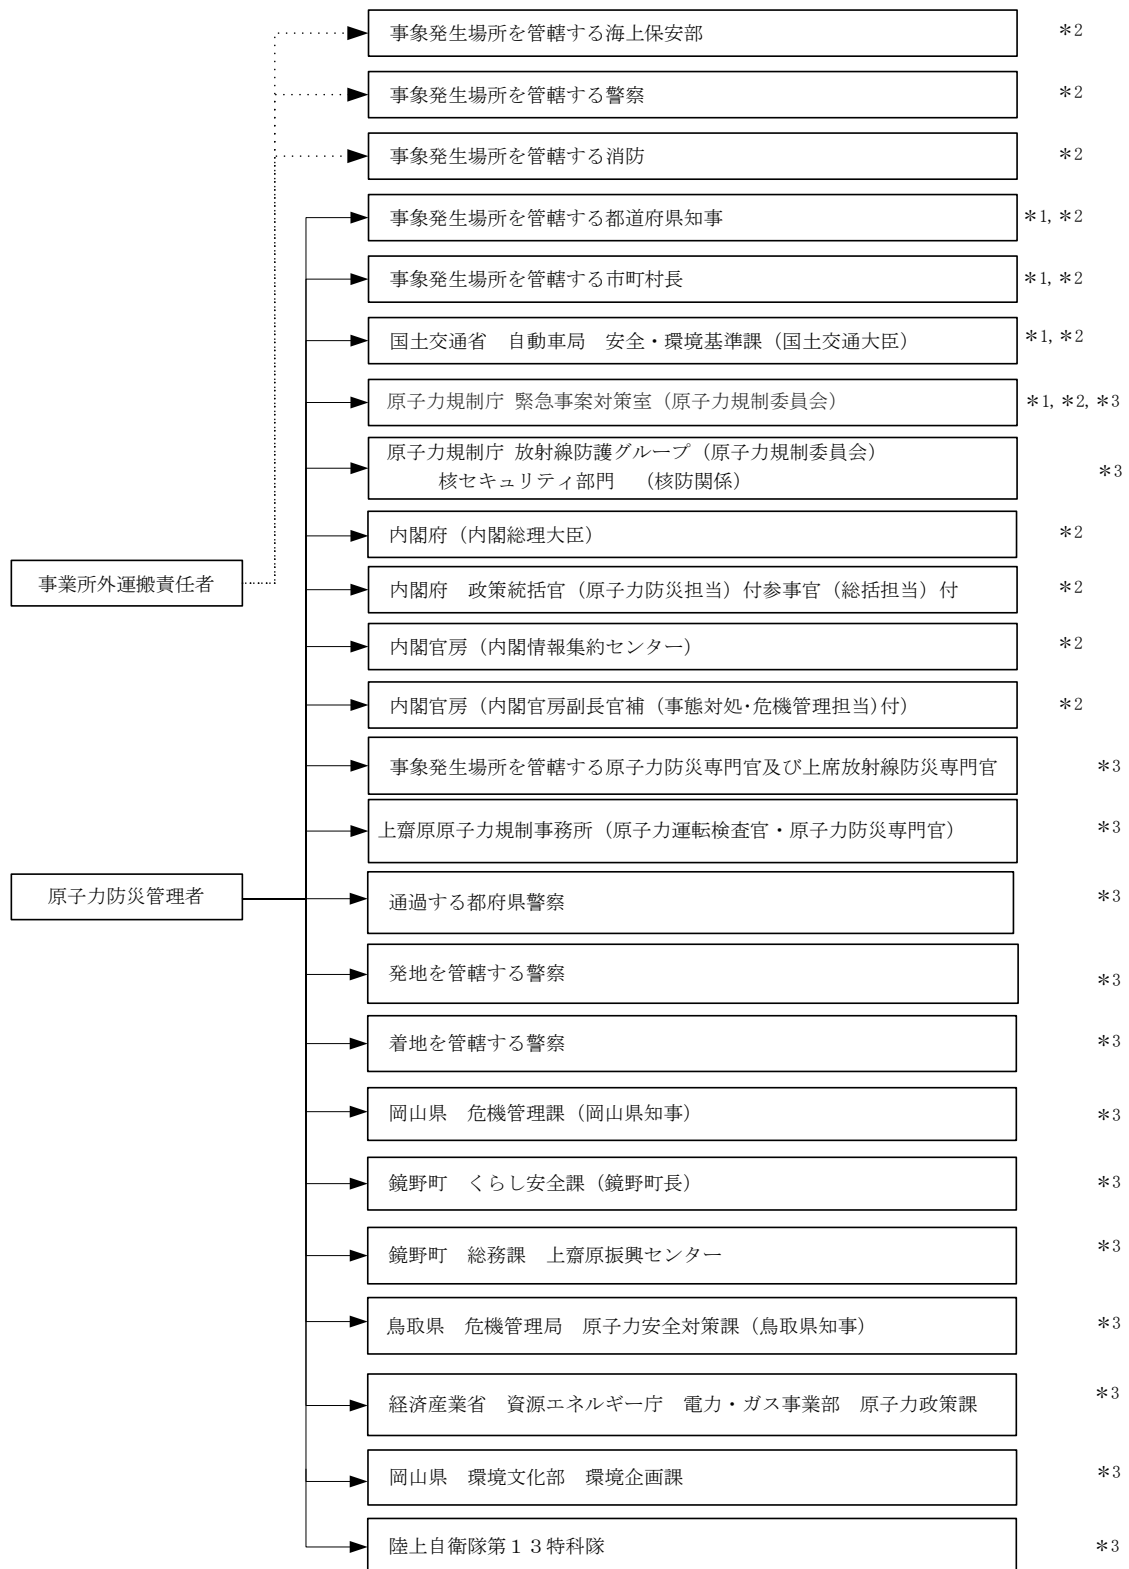 事象発生場所を管轄する海上保安部 *2
事象発生場所を管轄する警察 *2
事象発生場所を管轄する消防 *2
事象発生場所を管轄する都道府県知事 *1, *2
事象発生場所を管轄する市町村長 *1, *2
国土交通省 自動車局 安全・環境基準課（国土交通大臣） *1, *2
原子力規制庁 緊急事案対策室（原子力規制委員会） *1, *2, *3
原子力規制庁 放射線防護グループ（原子力規制委員会）
核セキュリティ部門 （核防関係） *3
内閣府（内閣総理大臣） *2
事業所外運搬責任者
内閣府 政策統括官（原子力防災担当）付参事官（総括担当）付 *2
内閣官房（内閣情報集約センター） *2
内閣官房（内閣官房副長官補（事態対処・危機管理担当）付） *2
事象発生場所を管轄する原子力防災専門官及び上席放射線防災専門官 *3
上齋原原子力規制事務所（原子力運転検査官・原子力防災専門官） *3
原子力防災管理者
通過する都府県警察 *3
発地を管轄する警察 *3
着地を管轄する警察 *3
岡山県 危機管理課（岡山県知事） *3
鏡野町 くらし安全課（鏡野町長） *3
鏡野町 総務課 上齋原振興センター *3
鳥取県 危機管理局 原子力安全対策課（鳥取県知事） *3
経済産業省 資源エネルギー庁 電力・ガス事業部 原子力政策課 *3
岡山県 環境文化部 環境企画課 *3
陸上自衛隊第１３特科隊 *3